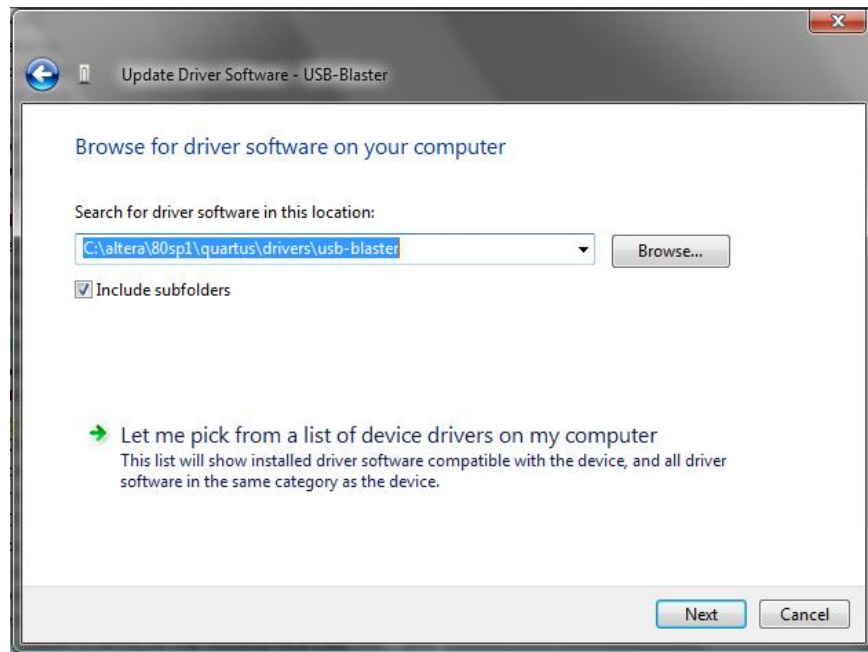 Update Driver Software - USB-Blaster
Browse for driver software on your computer
Search for driver software in this location:
C:\altera\80sp1\quartus\drivers\usb-blaster
Browse...
Include subfolders
Let me pick from a list of device drivers on my computer
This list will show installed driver software compatible with the device, and all driver
software in the same category as the device.
Next
Cancel